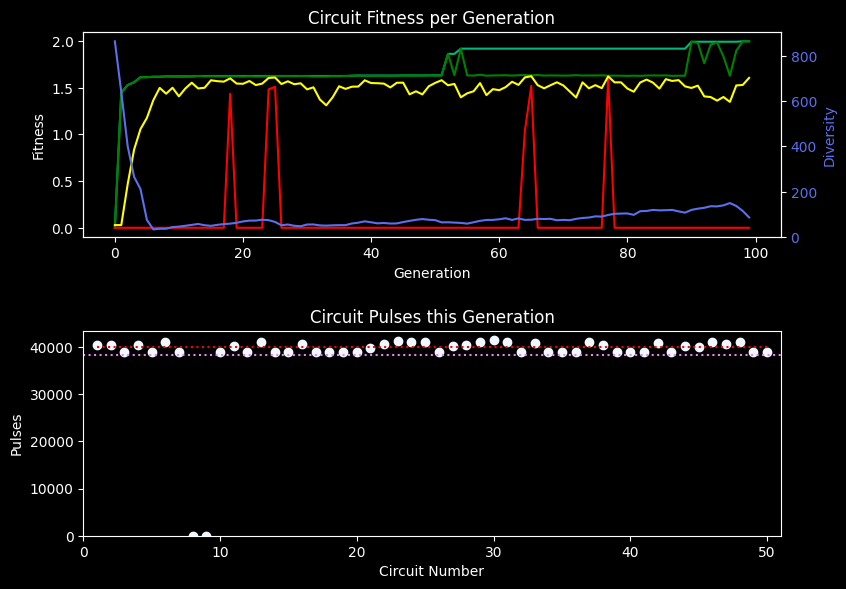 Circuit Fitness per Generation
2.0
1.5
1.0
0.5
0.0
Fitness
800
600
400
200
0
Diversity
0 20 40 60 80 100
Generation
Circuit Pulses this Generation
40000
30000
20000
10000
0
Pulses
0 10 20 30 40 50
Circuit Number